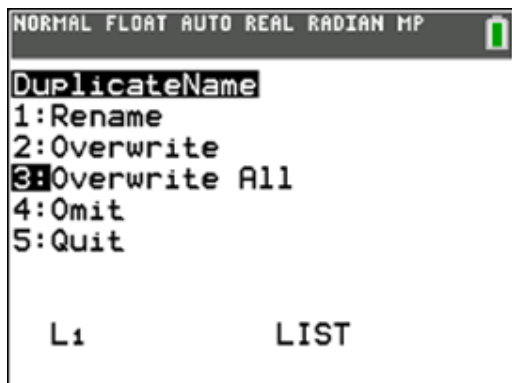 NORMAL FLOAT AUTO REAL RADIAN MP
DuplicateName
1:Rename
2:Overwrite
3:Overwrite All
4:Omit
5:Quit
L₁ LIST